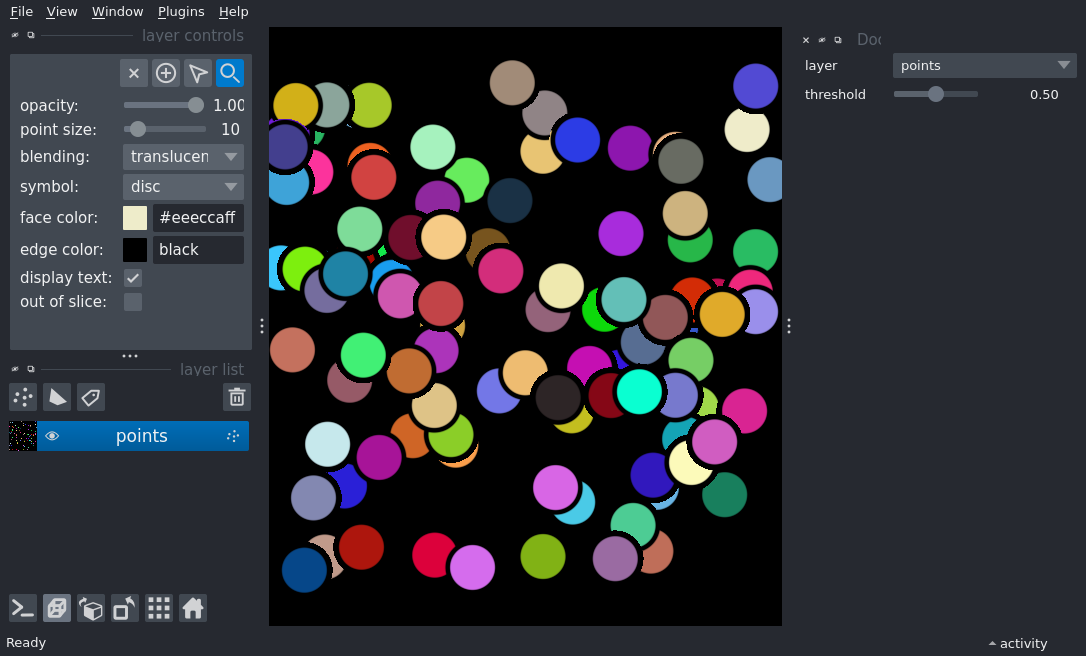 File View Window Plugins Help
layer controls
opacity: 1.00
point size: 10
blending: translucen
symbol: disc
face color: #eeeccaff
edge color: black
display text:
out of slice:
layer list
points
Doc
layer points
threshold 0.50
Ready
activity